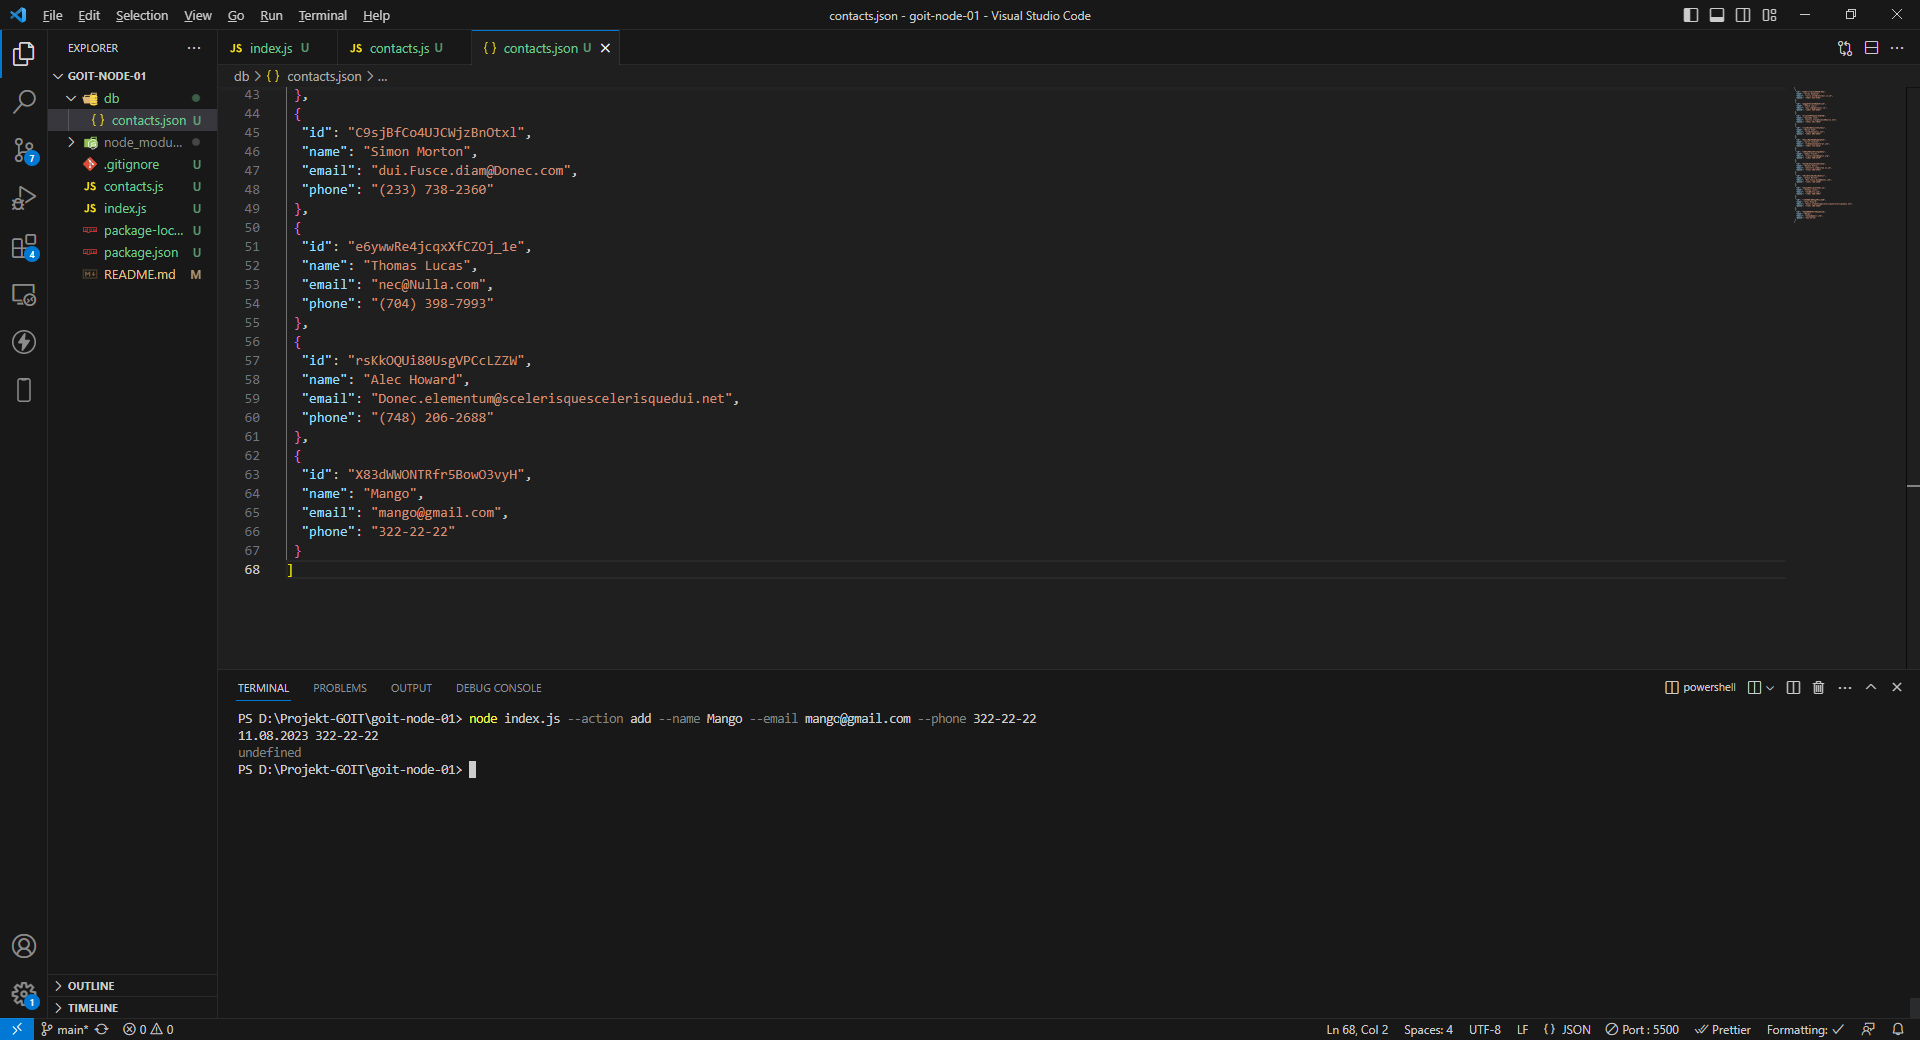 File Edit Selection View Go Run Terminal Help
contacts.json - goit-node-01 - Visual Studio Code
EXPLORER
GOIT-NODE-01
db
contacts.json U
node_modu...
.gitignore U
contacts.js U
index.js U
package-loc... U
package.json U
README.md M
OUTLINE
TIMELINE
7
4
1
JS index.js U
JS contacts.js U
{} contacts.json U
db > {} contacts.json > ...
43 },
44 {
45 "id": "C9sjBfCo4UJCWjzBnOtxl",
46 "name": "Simon Morton",
47 "email": "dui.Fusce.diam@Donec.com",
48 "phone": "(233) 738-2360"
49 },
50 {
51 "id": "e6ywwRe4jcqxXfCZOj_1e",
52 "name": "Thomas Lucas",
53 "email": "nec@Nulla.com",
54 "phone": "(704) 398-7993"
55 },
56 {
57 "id": "rsKkOQUi80UsgVPCcLZZW",
58 "name": "Alec Howard",
59 "email": "Donec.elementum@scelerisquescelerisquedui.net",
60 "phone": "(748) 206-2688"
61 },
62 {
63 "id": "X83dWWONTRfr5BowO3vyH",
64 "name": "Mango",
65 "email": "mango@gmail.com",
66 "phone": "322-22-22"
67 }
68 ]
TERMINAL PROBLEMS OUTPUT DEBUG CONSOLE
powershell
PS D:\Projekt-GOIT\goit-node-01> node index.js --action add --name Mango --email mango@gmail.com --phone 322-22-22
11.08.2023 322-22-22
undefined
PS D:\Projekt-GOIT\goit-node-01>
main* 0 0
Ln 68, Col 2 Spaces: 4 UTF-8 LF {} JSON Port : 5500 Prettier Formatting: